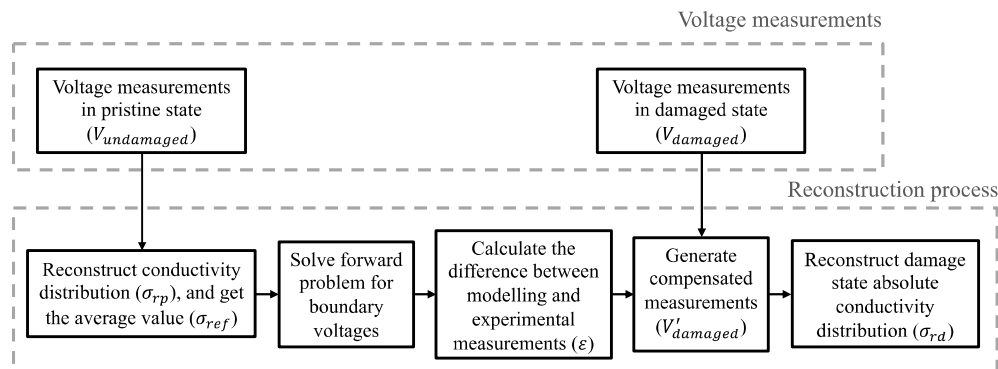 Voltage measurements
Voltage measurements
in pristine state
(V_undamaged)
Voltage measurements
in damaged state
(V_damaged)
Reconstruction process
Reconstruct conductivity
distribution (σ_rp), and get
the average value (σ_ref)
Solve forward
problem for
boundary
voltages
Calculate the
difference between
modelling and
experimental
measurements (ε)
Generate
compensated
measurements
(V′_damaged)
Reconstruct damage
state absolute
conductivity
distribution (σ_rd)